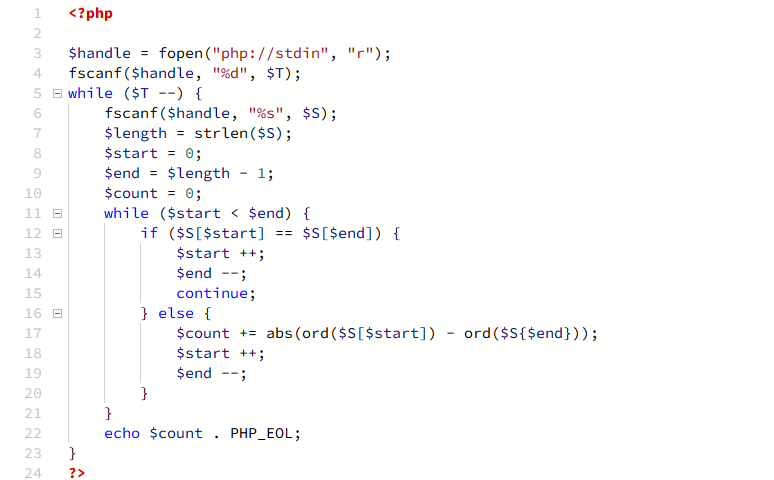 1 <?php
2
3 $handle = fopen("php://stdin", "r");
4 fscanf($handle, "%d", $T);
5 while ($T --) {
6     fscanf($handle, "%s", $S);
7     $length = strlen($S);
8     $start = 0;
9     $end = $length - 1;
10     $count = 0;
11     while ($start < $end) {
12         if ($S[$start] == $S[$end]) {
13             $start ++;
14             $end --;
15             continue;
16         } else {
17             $count += abs(ord($S[$start]) - ord($S{$end}));
18             $start ++;
19             $end --;
20         }
21     }
22     echo $count . PHP_EOL;
23 }
24 ?>